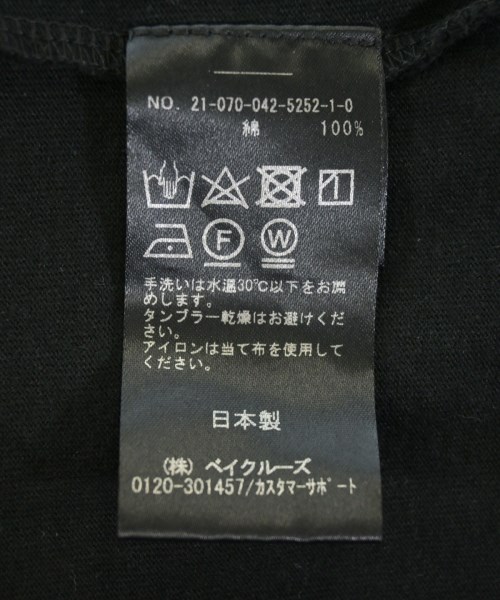 NO. 21-070-042-5252-1-0
綿 100%
F W
手洗いは水温30℃以下をお薦
めします。
タンブラー乾燥はお避けくださ
い。
アイロンは当て布を使用して
ください。
日本製
(株) ベイクルーズ
0120-301457/カスタマーサポート